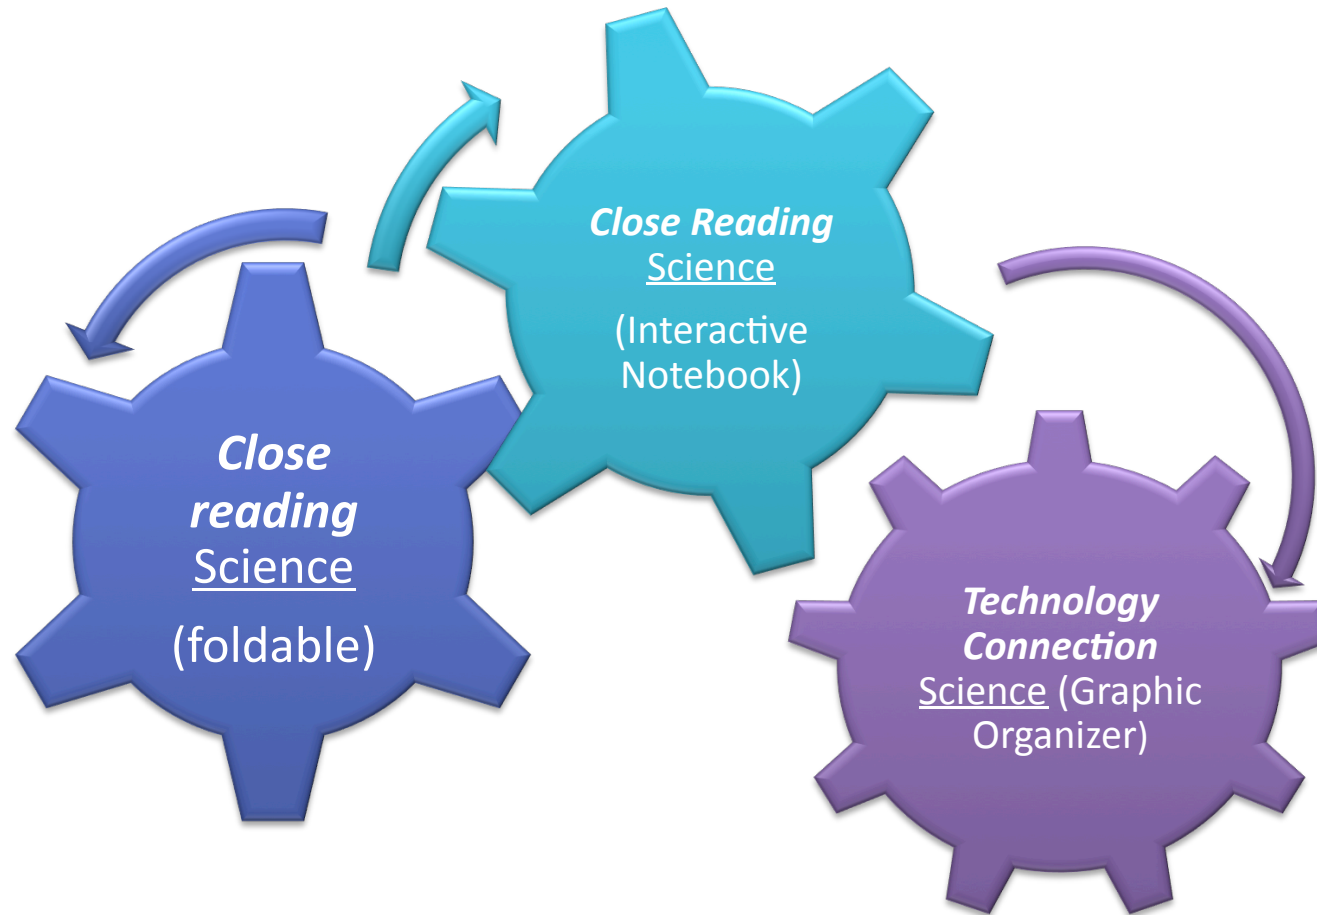 Close
reading
Science
(foldable)
Close Reading
Science
(Interactive
Notebook)
Technology
Connection
Science (Graphic
Organizer)